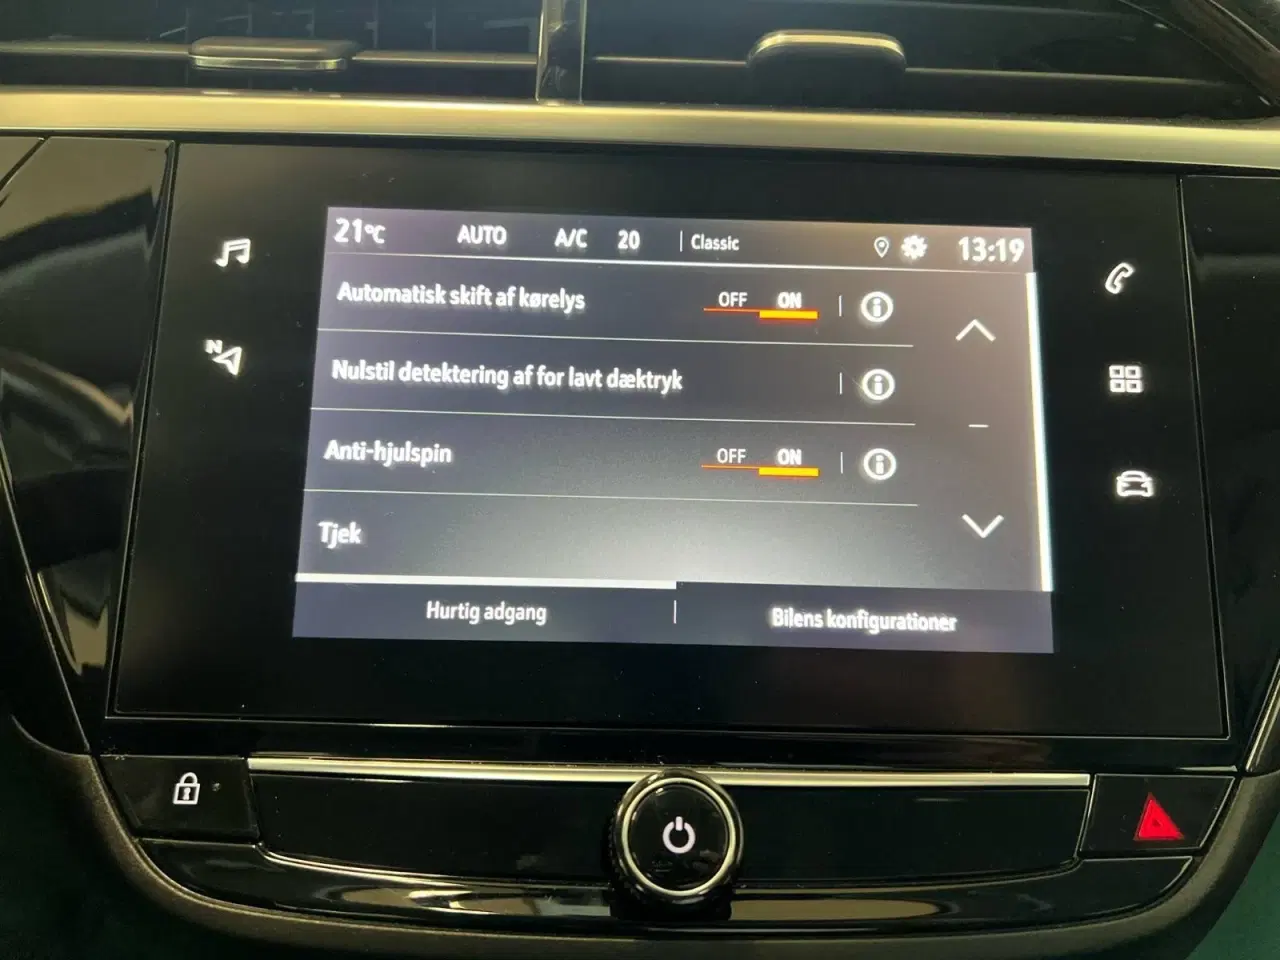 21°C AUTO A/C 20 Classic 13:19
Automatisk skift af kørelys OFF ON
N
Nulstil detektering af for lavt dæktryk
Anti-hjulspin OFF ON
Tjek
Hurtig adgang Bilens konfigurationer